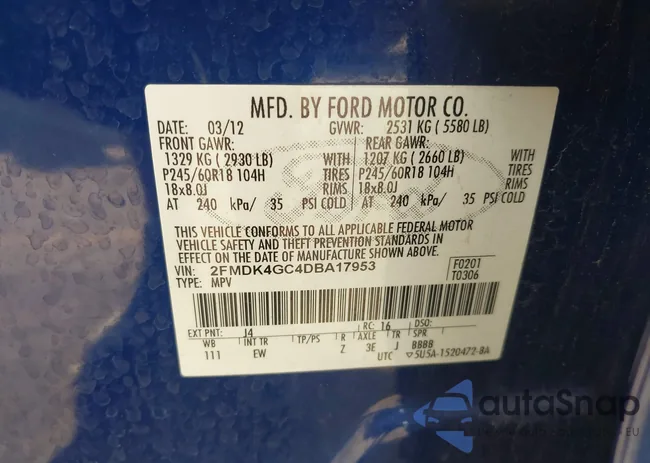 MFD. BY FORD MOTOR CO.
DATE: 03/12 GVWR: 2531 KG ( 5580 LB)
FRONT GAWR: REAR GAWR:
1329 KG ( 2930 LB) WITH 1207 KG ( 2660 LB) WITH
P245/60R18 104H TIRES P245/60R18 104H TIRES
18x8.0J RIMS 18x8.0J RIMS
AT 240 kPa/ 35 PSI COLD AT 240 kPa/ 35 PSI COLD
THIS VEHICLE CONFORMS TO ALL APPLICABLE FEDERAL MOTOR
VEHICLE SAFETY AND THEFT PREVENTION STANDARDS IN
EFFECT ON THE DATE OF MANUFACTURE SHOWN ABOVE.
VIN: 2FMDK4GC4DBA17953 F0201
TYPE: MPV T0306
EXT PNT: J4 RC: 16 DSO:
WB INT TR TP/PS R AXLE TR SPR
111 EW Z 3E J BBBB
UTC ▽5U5A-1520472-BA
autoSnap